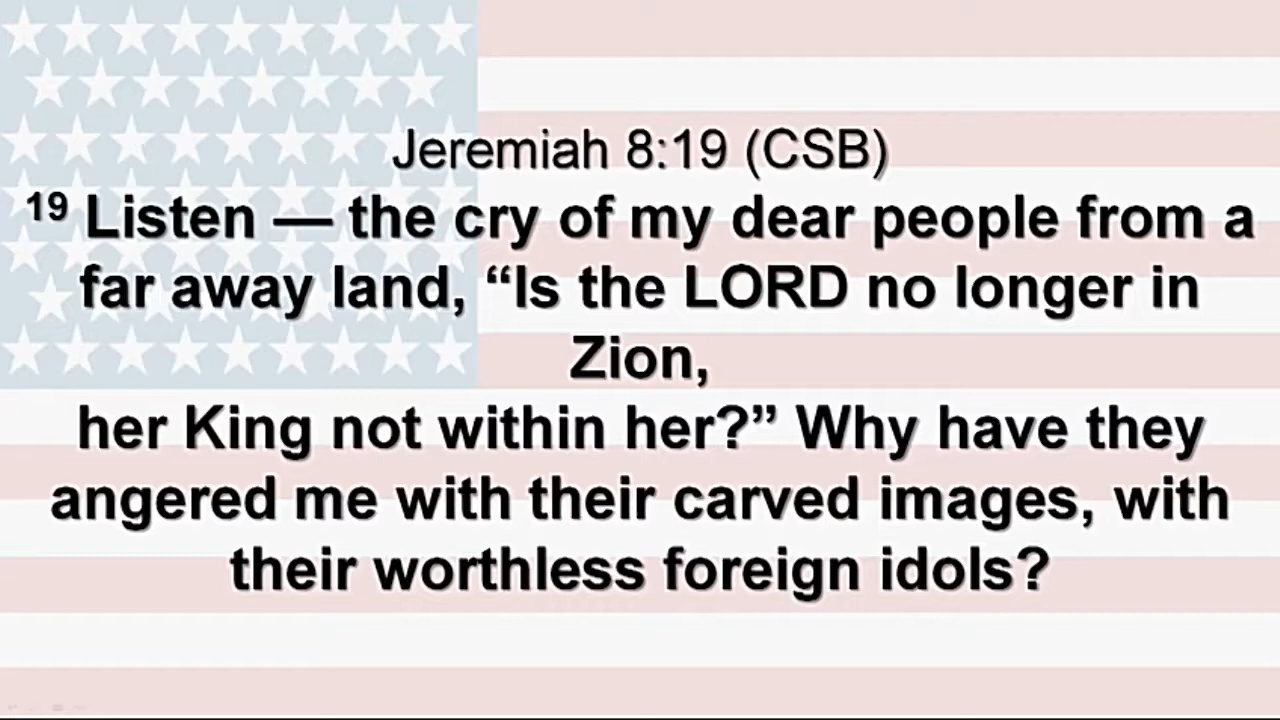 Jeremiah 8:19 (CSB)
19 Listen — the cry of my dear people from a
far away land, “Is the LORD no longer in
Zion,
her King not within her?” Why have they
angered me with their carved images, with
their worthless foreign idols?